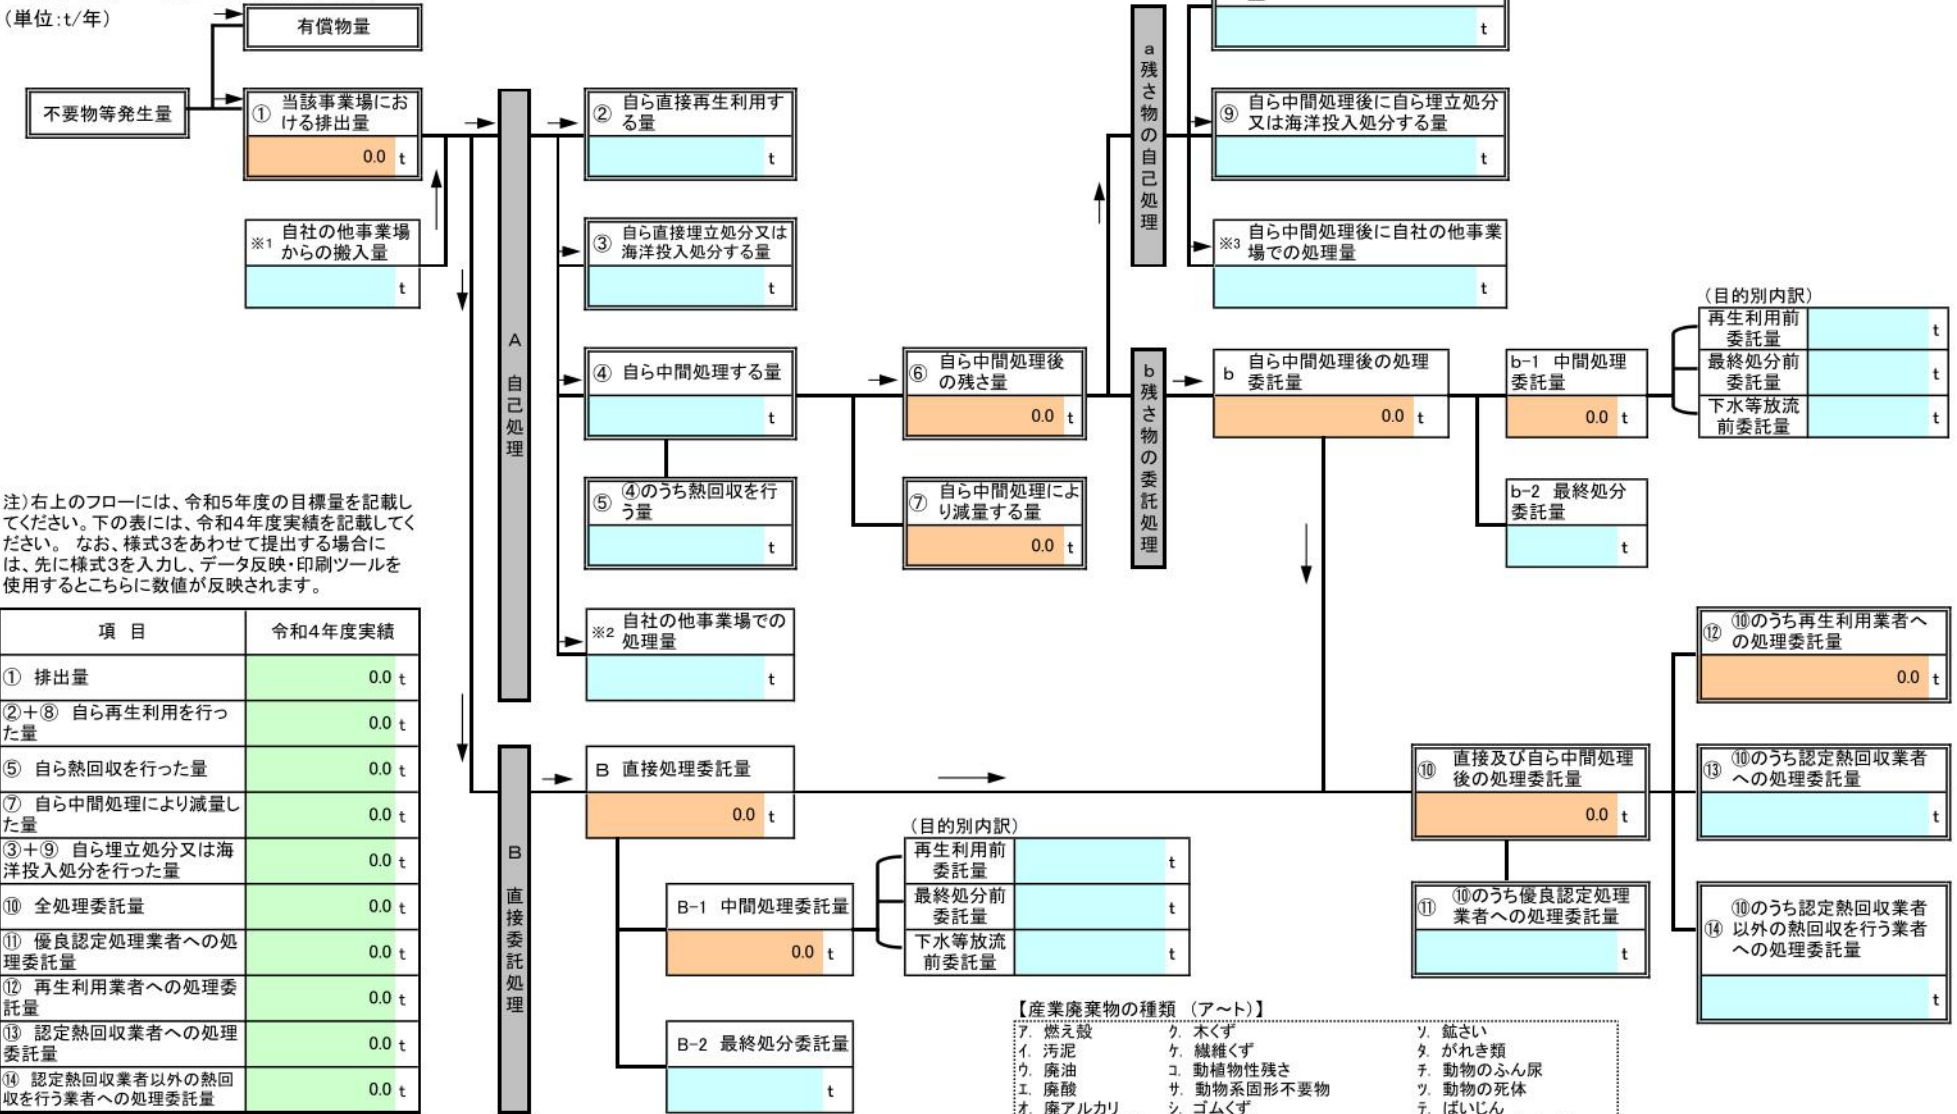 (単位:t/年)
有償物量
不要物等発生量
① 当該事業場にお
ける排出量
0.0 t
※1 自社の他事業場
からの搬入量
t
A 自己処理
② 自ら直接再生利用す
る量
t
③ 自ら直接埋立処分又は
海洋投入処分する量
t
④ 自ら中間処理する量
t
⑤ ④のうち熱回収を行
う量
t
※2 自社の他事業場での
処理量
t
⑥ 自ら中間処理後
の残さ量
0.0 t
⑦ 自ら中間処理によ
り減量する量
0.0 t
a 残さ物の自己処理
t
⑨ 自ら中間処理後に自ら埋立処分
又は海洋投入処分する量
t
※3 自ら中間処理後に自社の他事業
場での処理量
t
b 残さ物の委託処理
b 自ら中間処理後の処理
委託量
0.0 t
b-1 中間処理
委託量
0.0 t
b-2 最終処分
委託量
t
(目的別内訳)
再生利用前
委託量
t
最終処分前
委託量
t
下水等放流
前委託量
t
注)右上のフローには、令和5年度の目標量を記載し
てください。下の表には、令和4年度実績を記載してく
ださい。 なお、様式3をあわせて提出する場合に
は、先に様式3を入力し、データ反映・印刷ツールを
使用するとこちらに数値が反映されます。
項 目 令和4年度実績
① 排出量 0.0 t
②+⑧ 自ら再生利用を行っ
た量 0.0 t
⑤ 自ら熱回収を行った量 0.0 t
⑦ 自ら中間処理により減量し
た量 0.0 t
③+⑨ 自ら埋立処分又は海
洋投入処分を行った量 0.0 t
⑩ 全処理委託量 0.0 t
⑪ 優良認定処理業者への処
理委託量 0.0 t
⑫ 再生利用業者への処理委
託量 0.0 t
⑬ 認定熱回収業者への処理
委託量 0.0 t
⑭ 認定熱回収業者以外の熱回
収を行う業者への処理委託量 0.0 t
B 直接委託処理
B 直接処理委託量
0.0 t
B-1 中間処理委託量
0.0 t
B-2 最終処分委託量
t
(目的別内訳)
再生利用前
委託量
t
最終処分前
委託量
t
下水等放流
前委託量
t
⑩ 直接及び自ら中間処理
後の処理委託量
0.0 t
⑪ ⑩のうち優良認定処理
業者への処理委託量
t
⑫ ⑩のうち再生利用業者へ
の処理委託量
0.0 t
⑬ ⑩のうち認定熱回収業者
への処理委託量
t
⑭ ⑩のうち認定熱回収業者
以外の熱回収を行う業者
への処理委託量
t
【産業廃棄物の種類 (ア~ト)】
ア. 燃え殻 ク. 木くず ソ. 鉱さい
イ. 汚泥 ケ. 繊維くず タ. がれき類
ウ. 廃油 コ. 動植物性残さ チ. 動物のふん尿
エ. 廃酸 サ. 動物系固形不要物 ツ. 動物の死体
オ. 廃アルカリ シ. ゴムくず テ. ばいじん